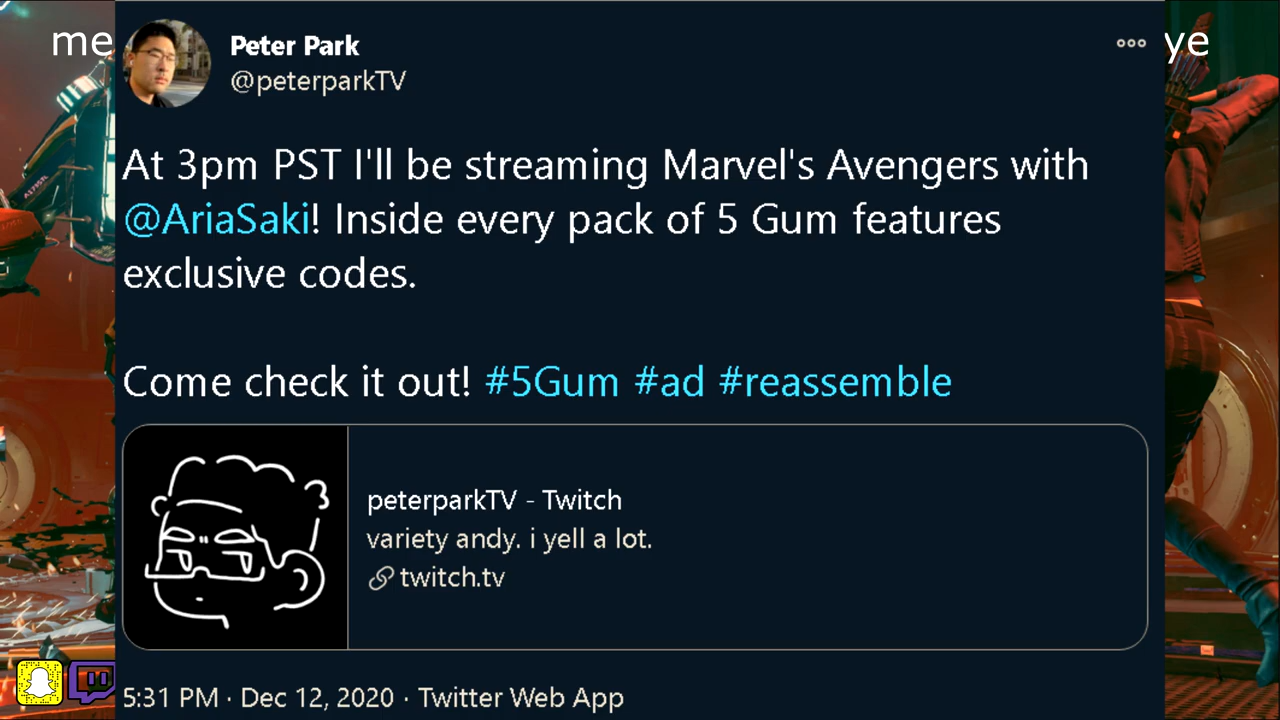 me ye
Peter Park
@peterparkTV
At 3pm PST I'll be streaming Marvel's Avengers with
@AriaSaki! Inside every pack of 5 Gum features
exclusive codes.
Come check it out! #5Gum #ad #reassemble
peterparkTV - Twitch
variety andy. i yell a lot.
twitch.tv
5:31 PM · Dec 12, 2020 · Twitter Web App